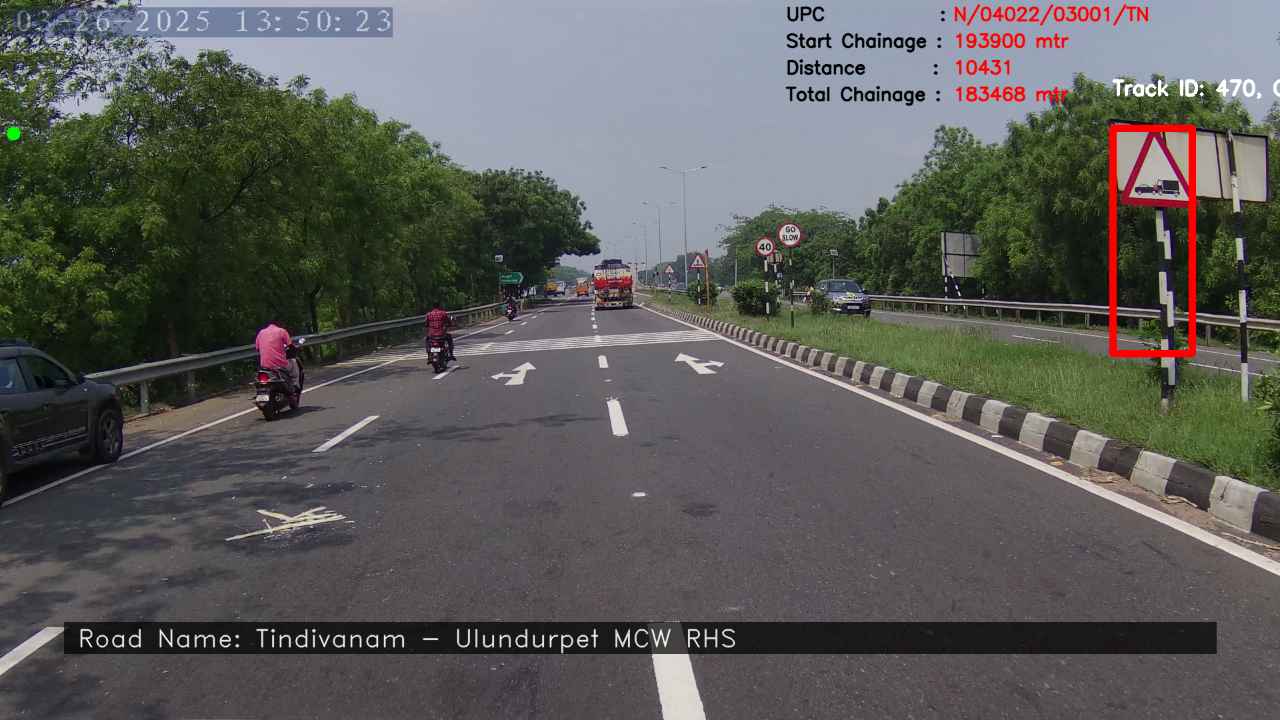 03-26-2025 13:50:23
UPC : N/04022/03001/TN
Start Chainage : 193900 mtr
Distance : 10431
Total Chainage : 183468 mtr
Track ID: 470,
GO
SLOW
40
Road Name: Tindivanam - Ulundurpet MCW RHS